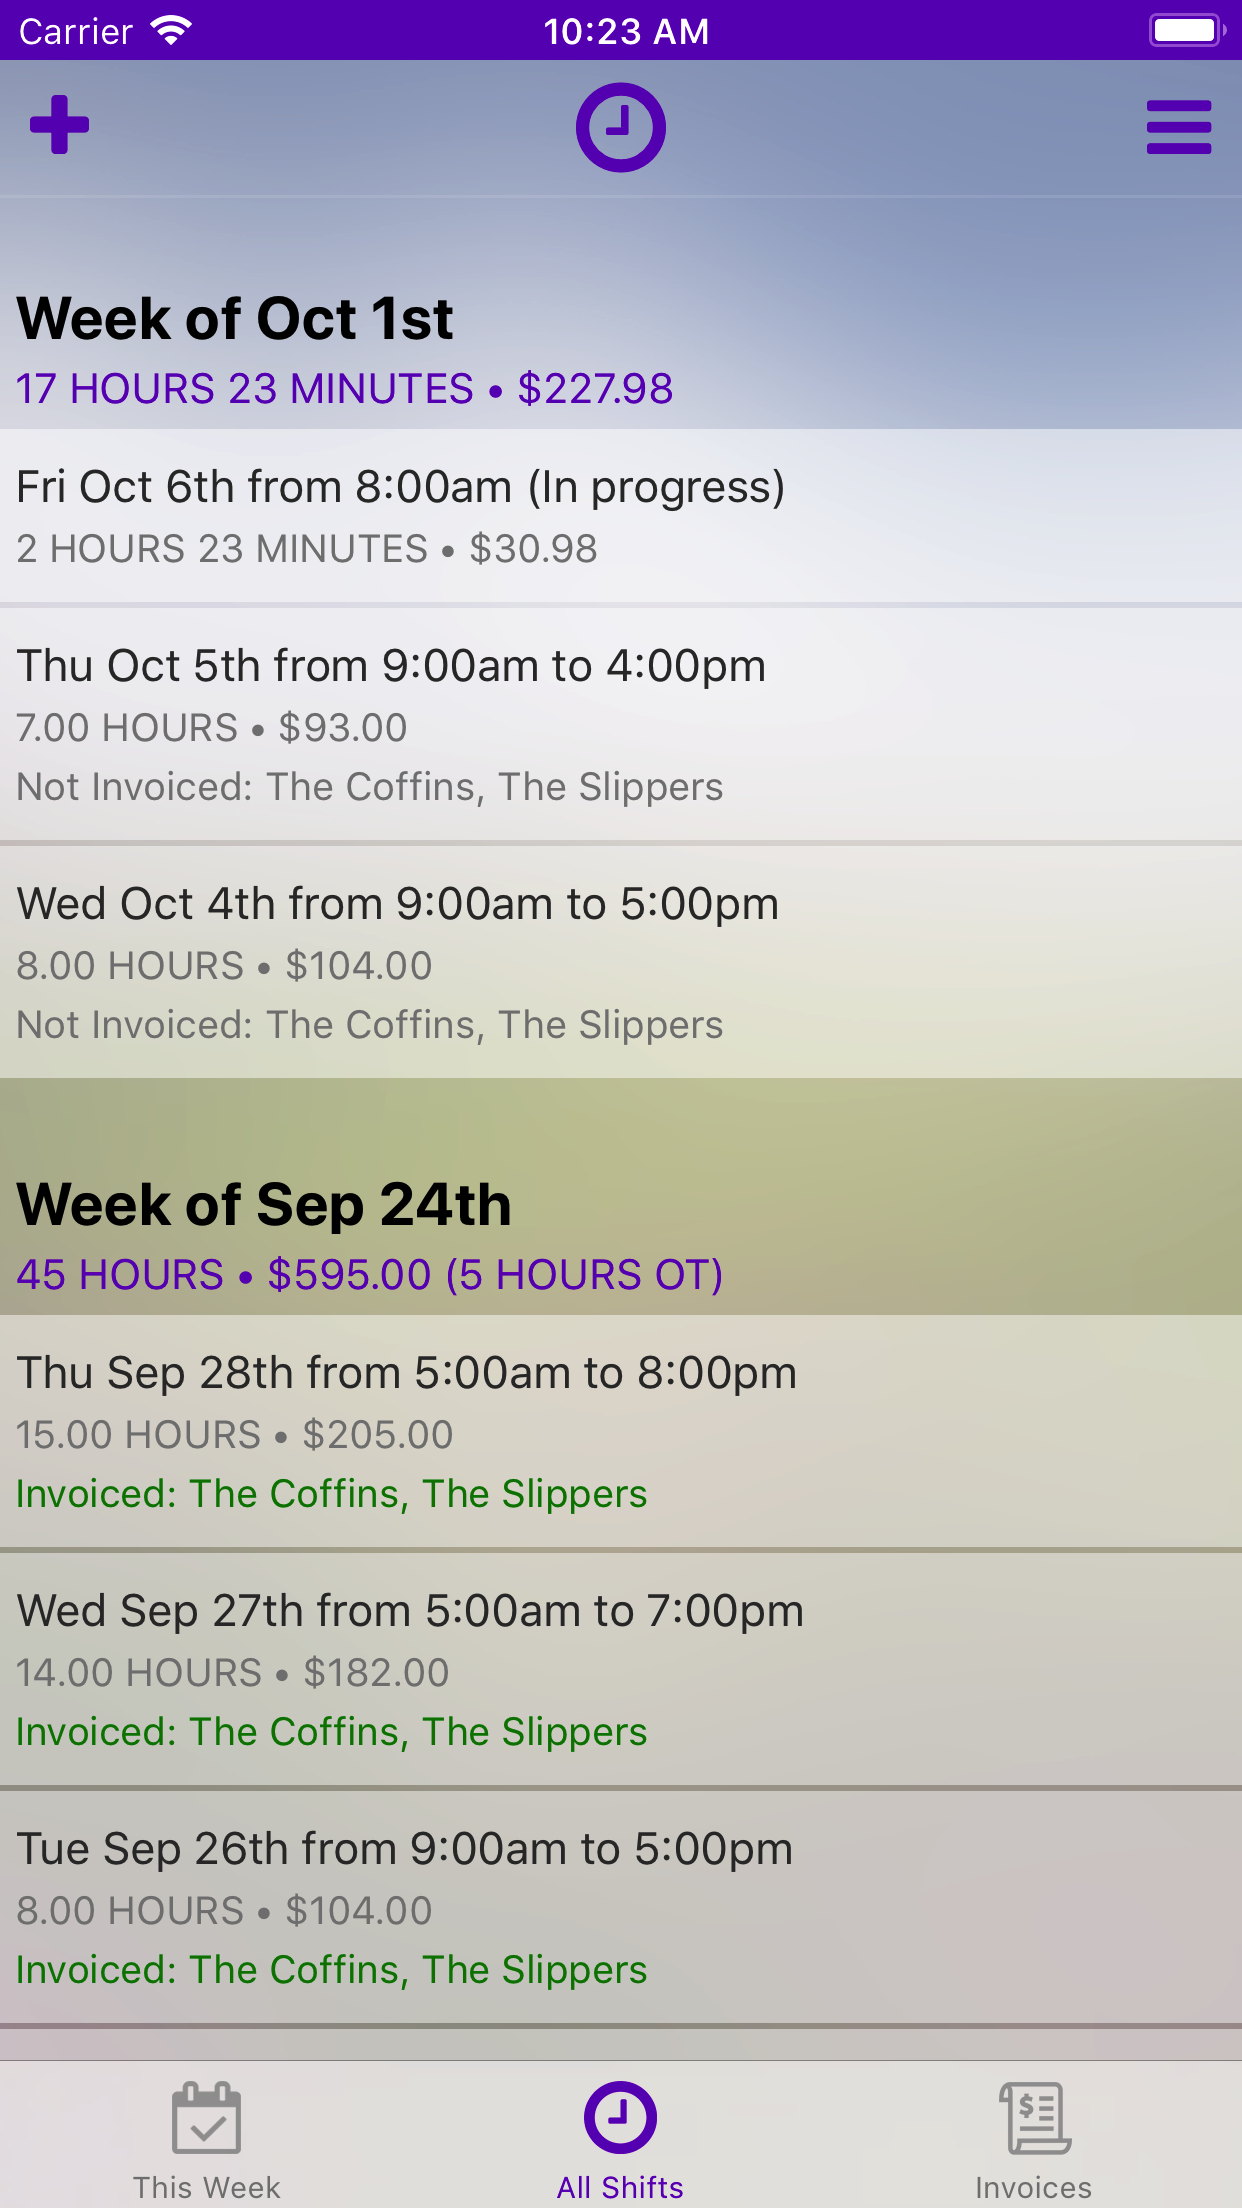 Carrier 10:23 AM
Week of Oct 1st
17 HOURS 23 MINUTES • $227.98
Fri Oct 6th from 8:00am (In progress)
2 HOURS 23 MINUTES • $30.98
Thu Oct 5th from 9:00am to 4:00pm
7.00 HOURS • $93.00
Not Invoiced: The Coffins, The Slippers
Wed Oct 4th from 9:00am to 5:00pm
8.00 HOURS • $104.00
Not Invoiced: The Coffins, The Slippers
Week of Sep 24th
45 HOURS • $595.00 (5 HOURS OT)
Thu Sep 28th from 5:00am to 8:00pm
15.00 HOURS • $205.00
Invoiced: The Coffins, The Slippers
Wed Sep 27th from 5:00am to 7:00pm
14.00 HOURS • $182.00
Invoiced: The Coffins, The Slippers
Tue Sep 26th from 9:00am to 5:00pm
8.00 HOURS • $104.00
Invoiced: The Coffins, The Slippers
$
This Week All Shifts Invoices